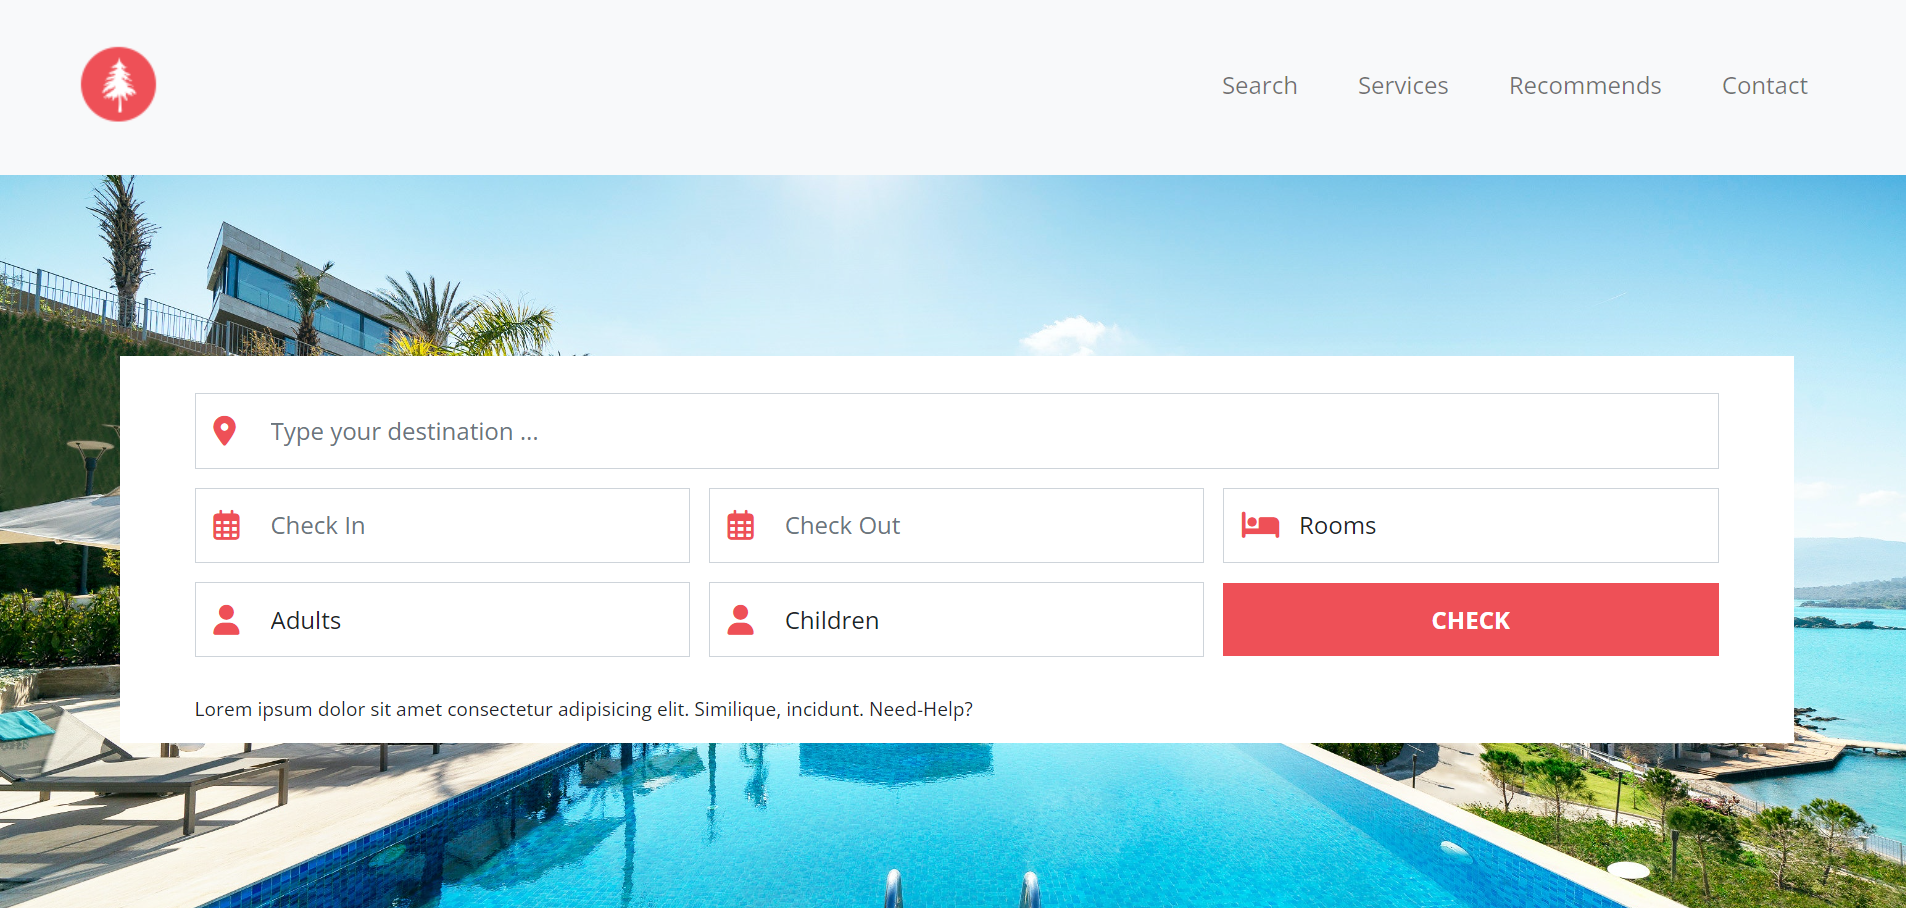 Search Services Recommends Contact
Type your destination ...
Check In Check Out Rooms
Adults Children CHECK
Lorem ipsum dolor sit amet consectetur adipisicing elit. Similique, incidunt. Need-Help?